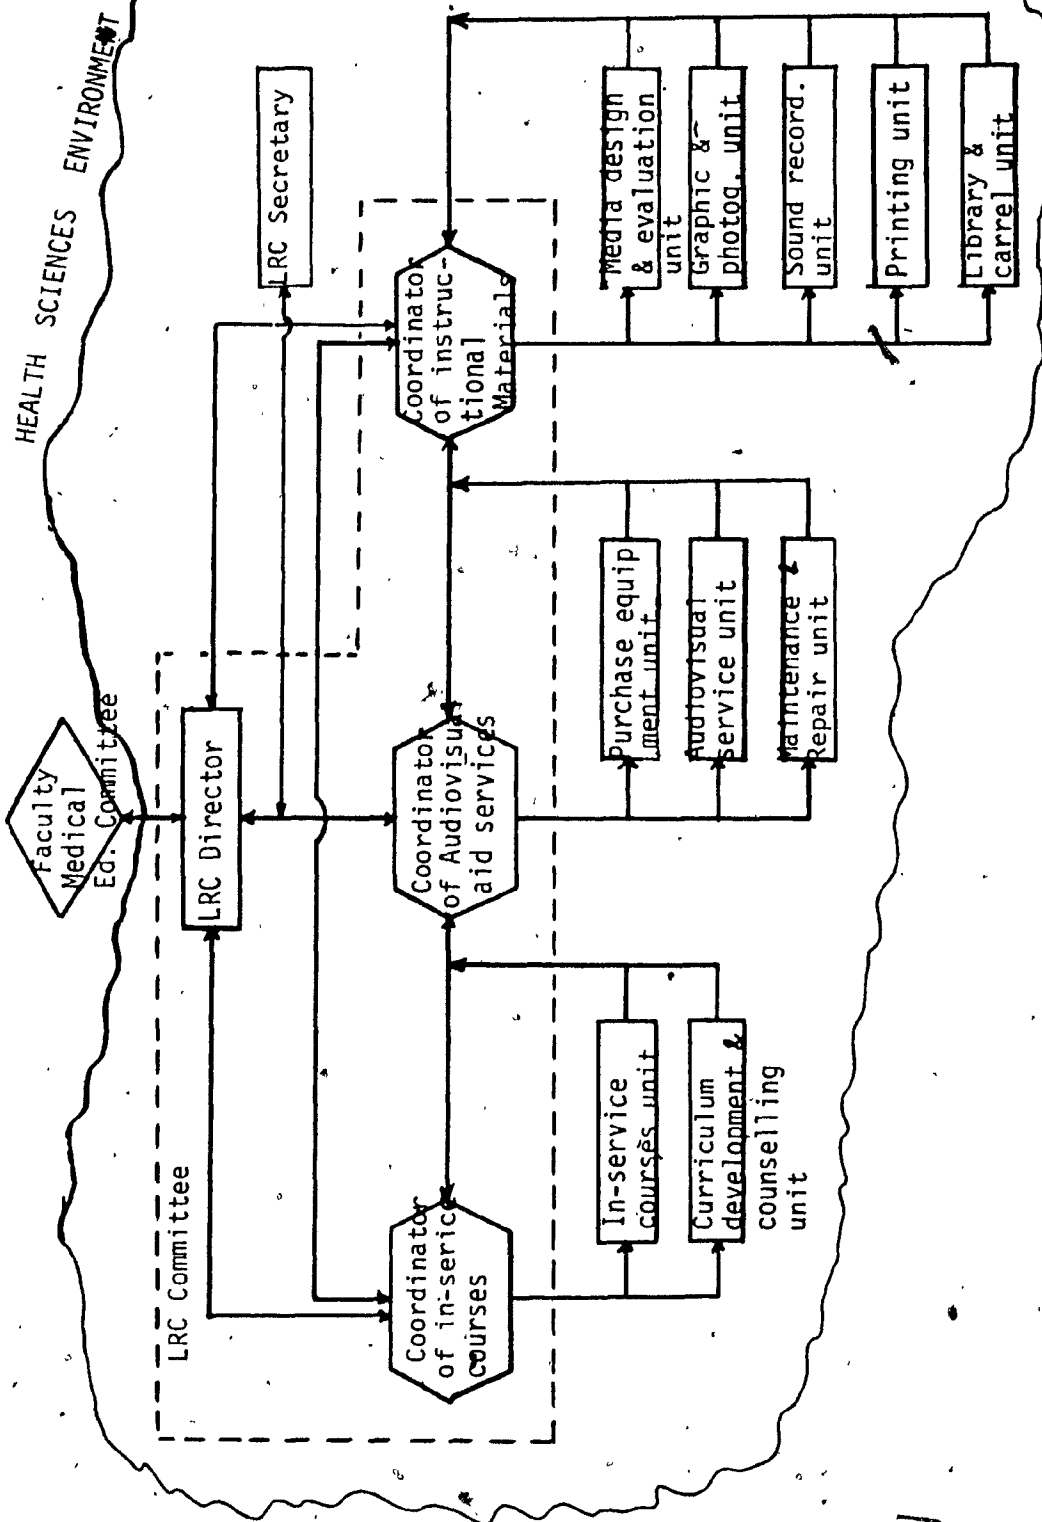 HEALTH SCIENCES ENVIRONMENT
Faculty
Medical
Ed. Committee
LRC Director
LRC Secretary
LRC Committee
Coordinator
of in-serice
courses
Coordinator
of Audiovisual
aid services
Coordinator
of instruc-
tional
Materials
In-service
courses unit
Curriculum
development &
counselling
unit
Purchase equip
ment unit
Audiovisual
service unit
Maintenance &
Repair unit
Media design
& evaluation
unit
Graphic &
photog. unit
Sound record.
unit
Printing unit
Library &
carrel unit